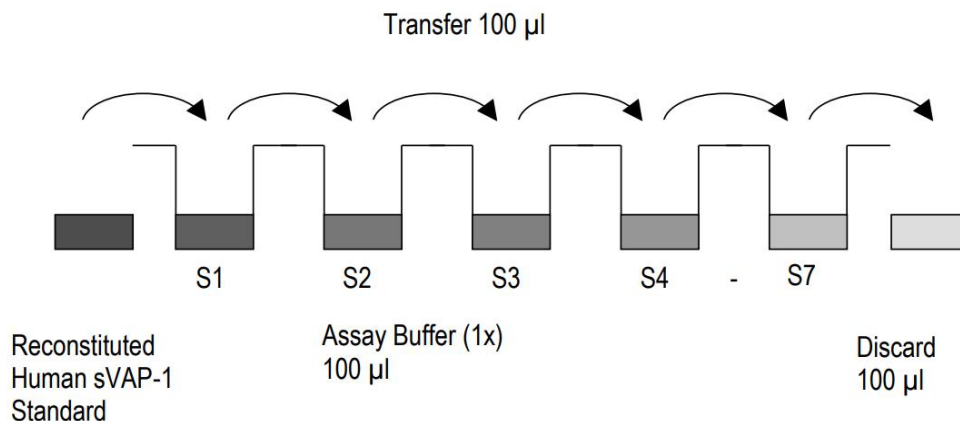 Transfer 100 µl
S1 S2 S3 S4 - S7
Reconstituted
Human sVAP-1
Standard
Assay Buffer (1x)
100 µl
Discard
100 µl